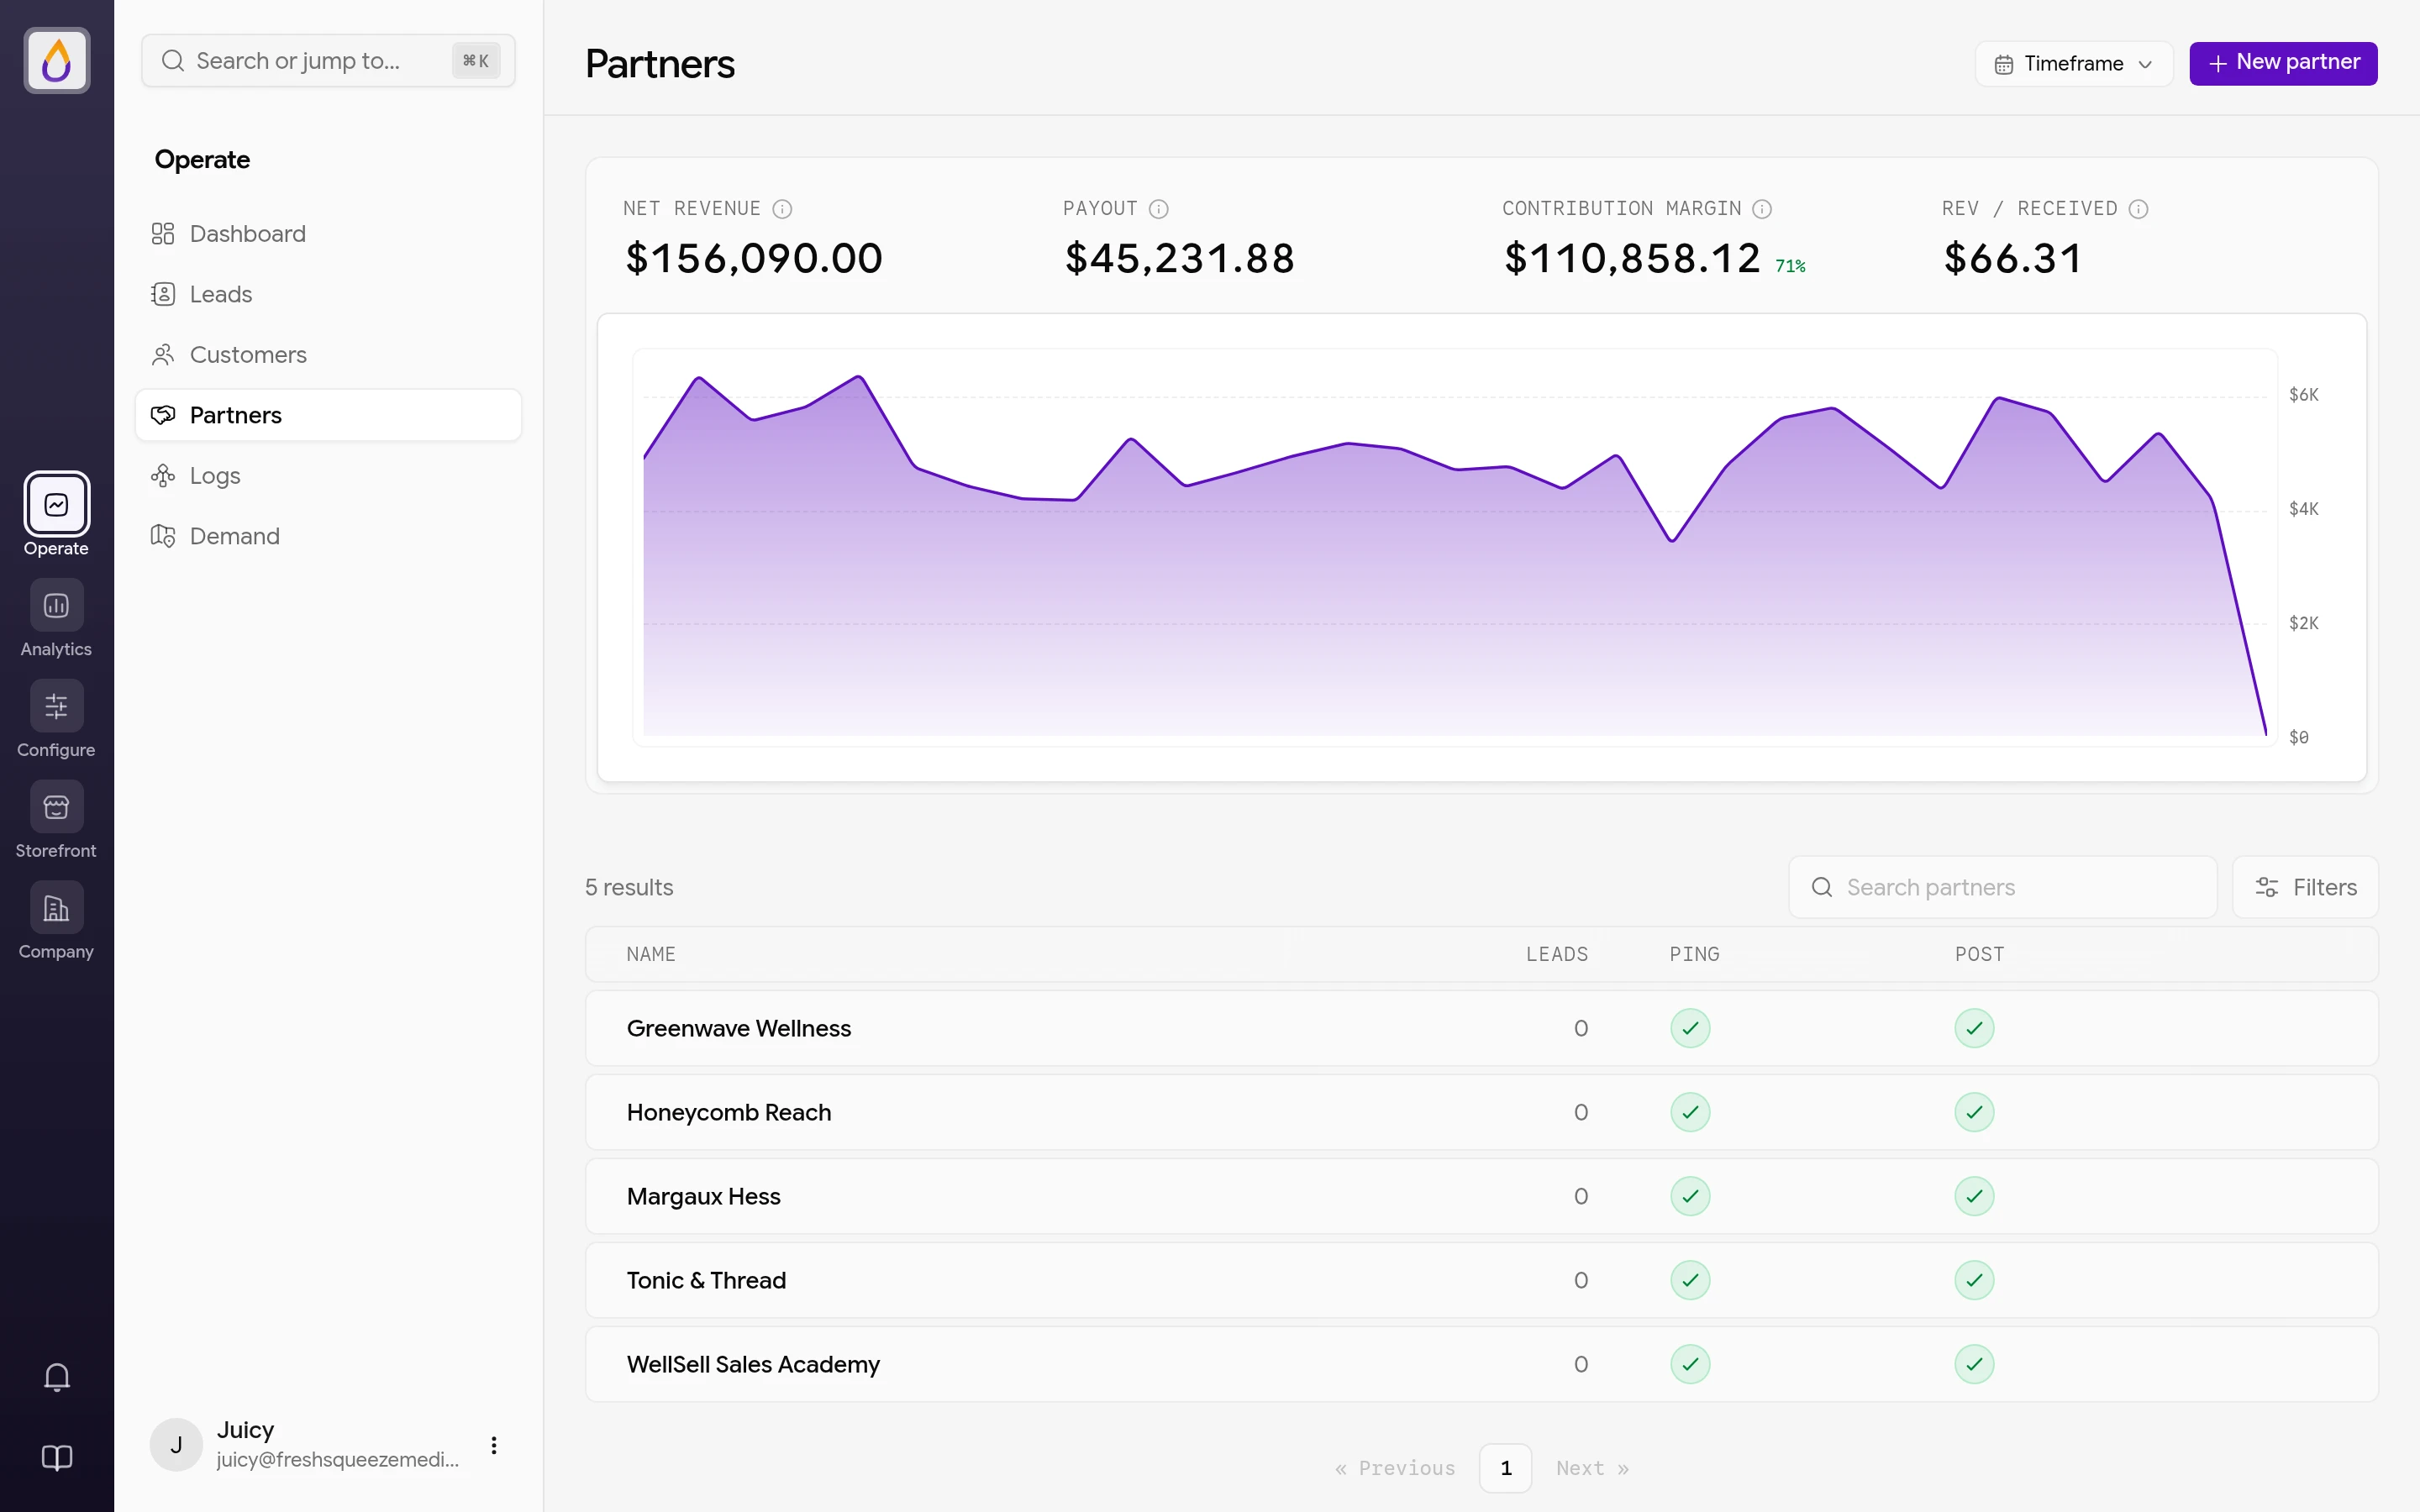 Search or jump to... ⌘K
Operate
Dashboard
Leads
Customers
Partners
Logs
Demand
Operate
Analytics
Configure
Storefront
Company
J
Juicy
juicy@freshsqueezemedi...
Partners
Timeframe
+ New partner
NET REVENUE
$156,090.00
PAYOUT
$45,231.88
CONTRIBUTION MARGIN
$110,858.12 71%
REV / RECEIVED
$66.31
$6K
$4K
$2K
$0
5 results
Search partners
Filters
NAME LEADS PING POST
Greenwave Wellness 0
Honeycomb Reach 0
Margaux Hess 0
Tonic & Thread 0
WellSell Sales Academy 0
« Previous 1 Next »